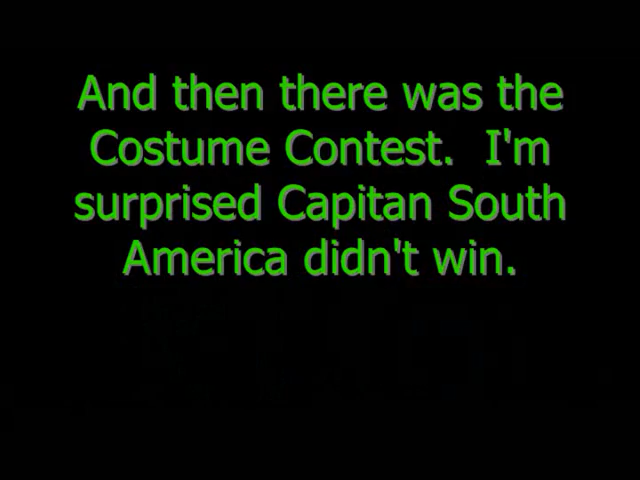 And then there was the
Costume Contest.  I'm
surprised Capitan South
America didn't win.